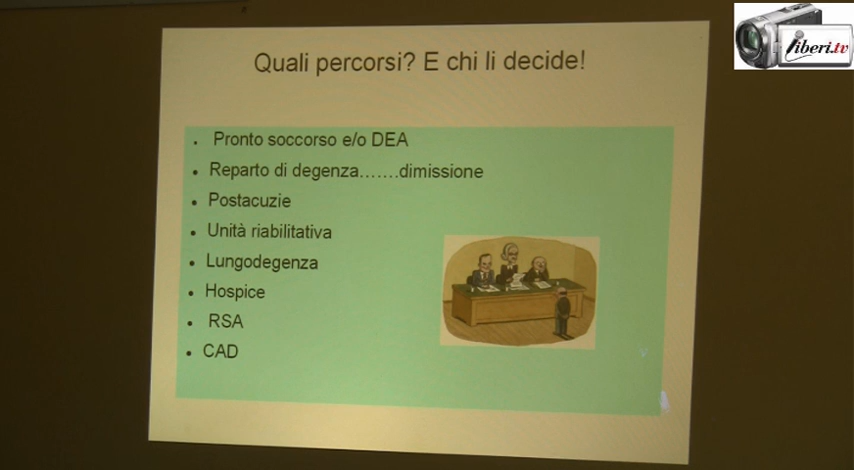 Quali percorsi? E chi li decide!
liberi.tv
• Pronto soccorso e/o DEA
• Reparto di degenza.......dimissione
• Postacuzie
• Unità riabilitativa
• Lungodegenza
• Hospice
• RSA
• CAD